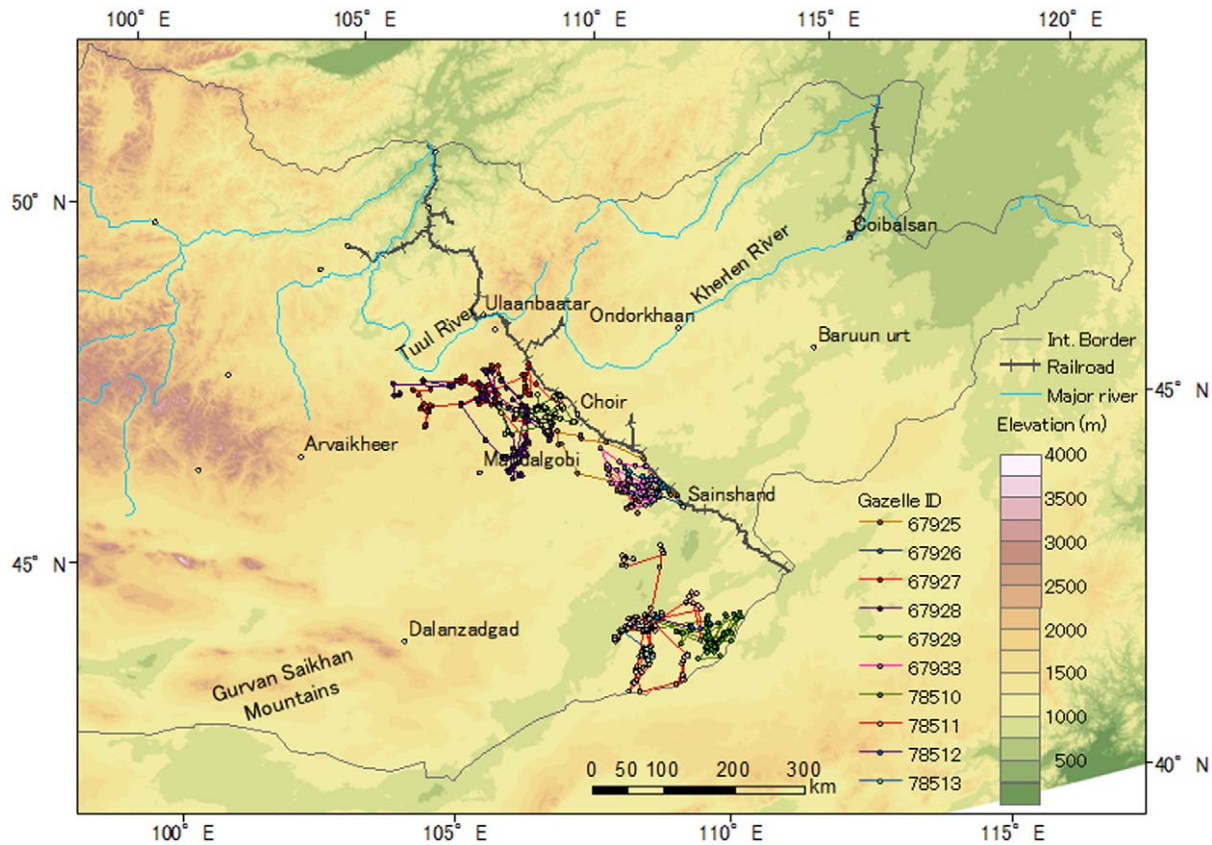 100° E 105° E 110° E 115° E 120° E
50° N
Coibalsan
Kherlen River
Ulaanbaatar
Ondorkhaan
Tuul River
Baruun urt
Int. Border
Railroad
45° N
Major river
Choir
Elevation (m)
Arvaikheer
Mandalgobi
4000
3500
3000
2500
2000
1500
1000
500
Sainshand
Gazelle ID
67925
67926
67927
67928
67929
67933
78510
78511
78512
78513
45° N
Dalanzadgad
Gurvan Saikhan
Mountains
40° N
0 50 100 200 300
km
100° E 105° E 110° E 115° E